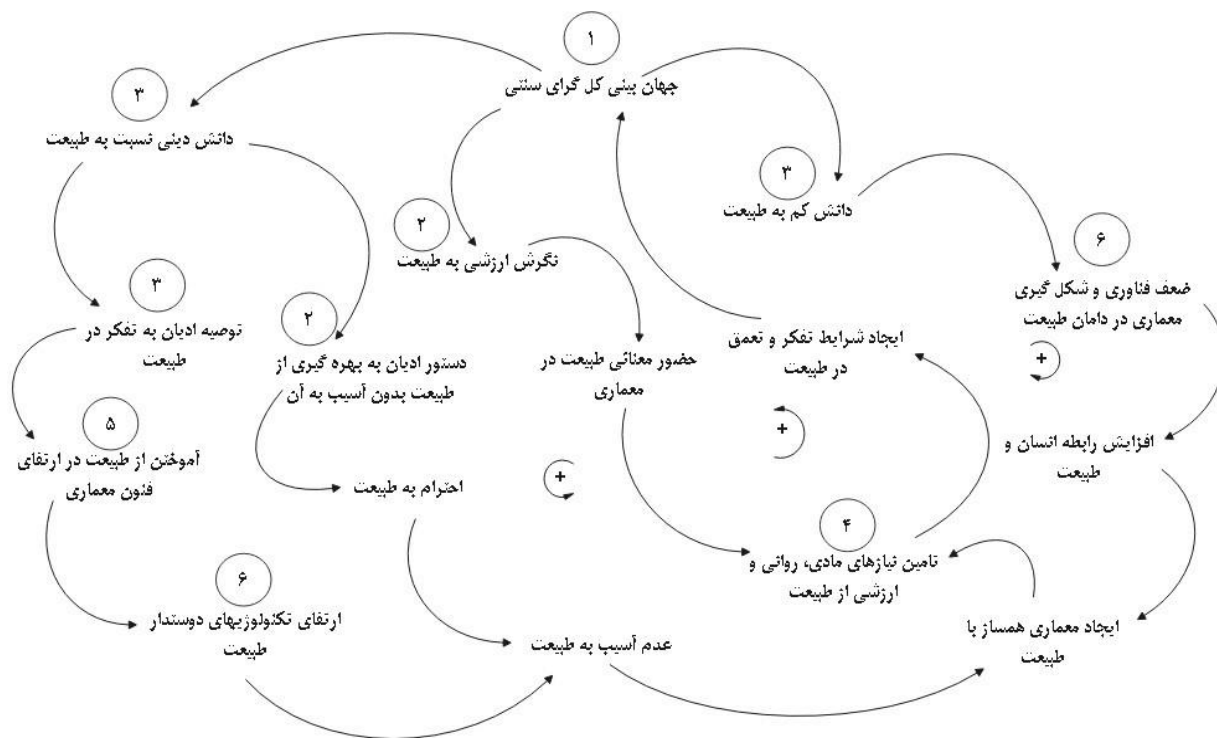 ۱
جهان بینی کل گرای سنتی
۳
دانش دینی نسبت به طبیعت
۳
دانش کم به طبیعت
۲
نگرش ارزشی به طبیعت
۶
ضعف فناوری و شکل گیری
معماری در دامان طبیعت
۳
توصیه ادیان به تفکر در
طبیعت
۲
دستور ادیان به بهره گیری از
طبیعت بدون آسیب به آن
حضور معنائی طبیعت در
معماری
ایجاد شرایط تفکر و تعمق
در طبیعت
+
۵
آموختن از طبیعت در ارتقای
فنون معماری
+
افزایش رابطه انسان و
طبیعت
احترام به طبیعت
+
۴
تامین نیازهای مادی، روانی و
ارزشی از طبیعت
۶
ارتقای تکنولوژیهای دوستدار
طبیعت
عدم آسیب به طبیعت
ایجاد معماری همساز با
طبیعت